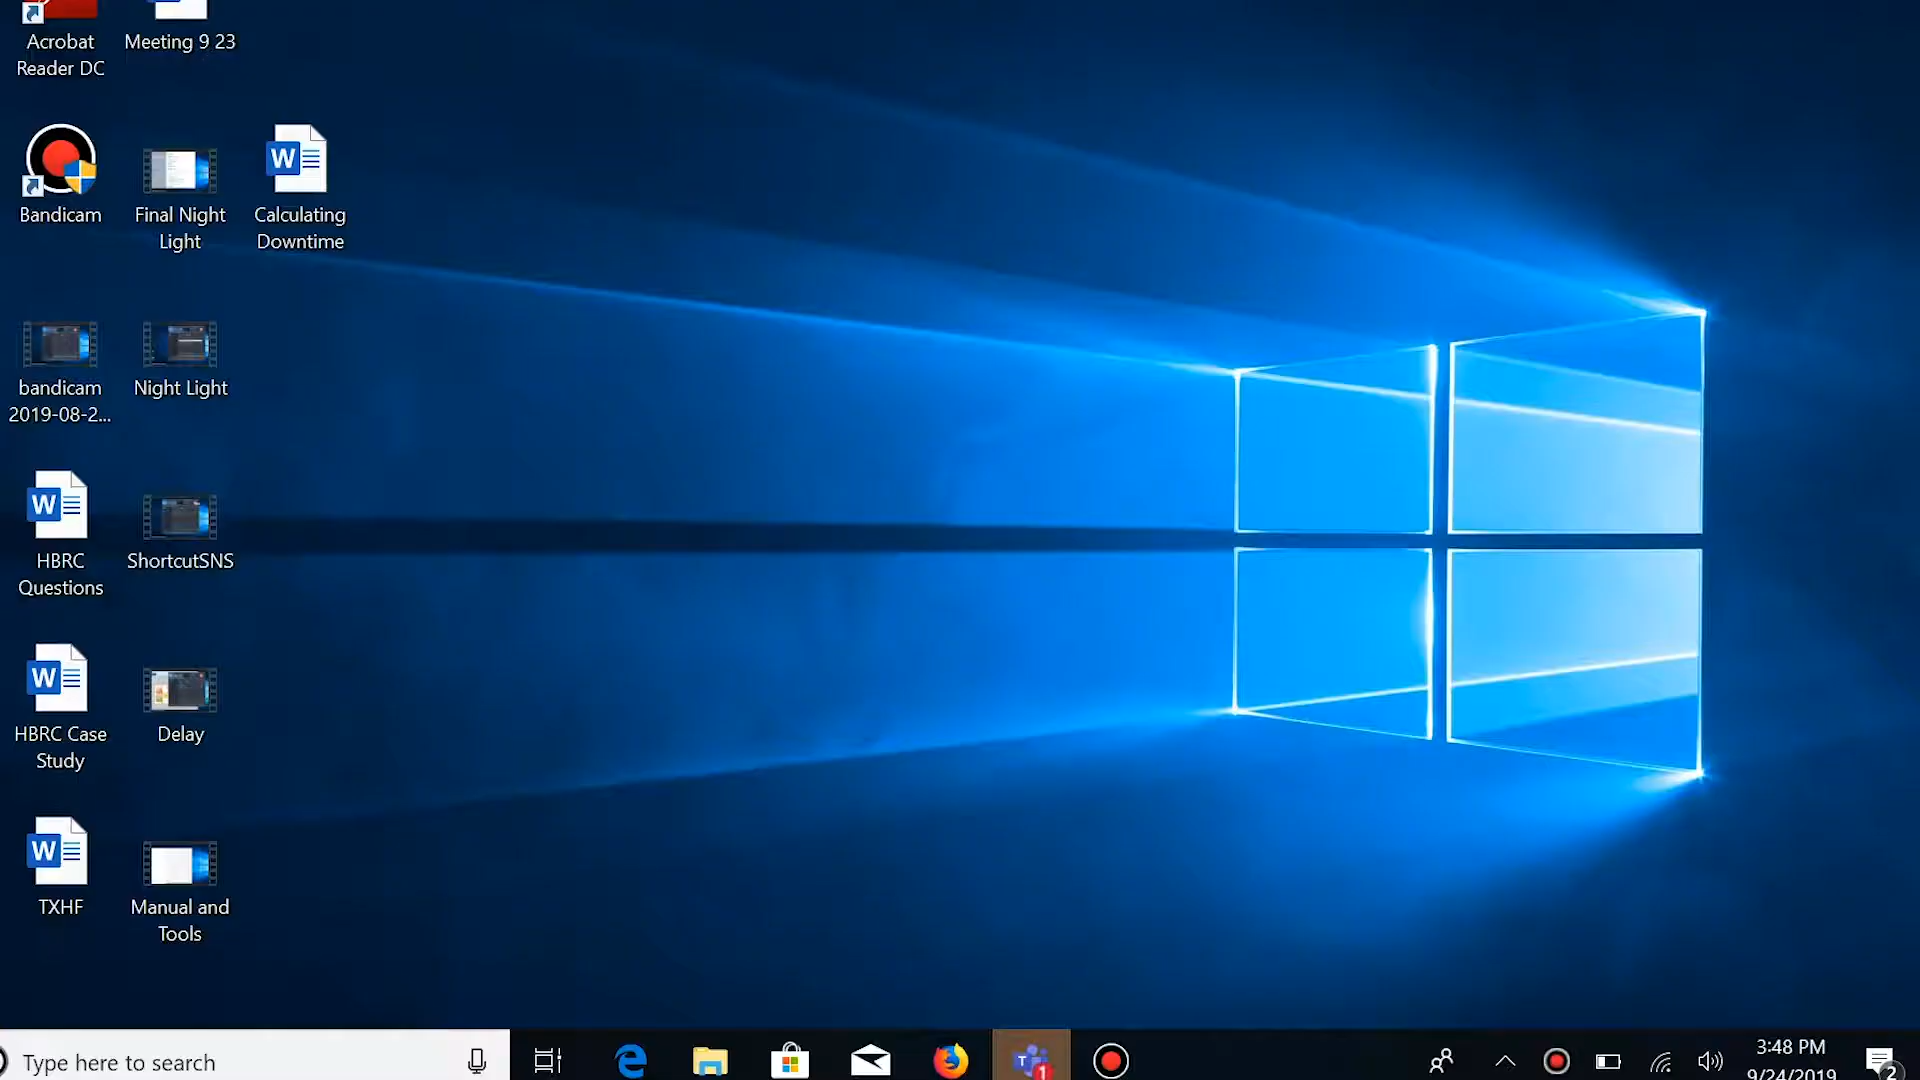 Acrobat
Reader DC
Meeting 9 23
Bandicam
Final Night
Light
W
Calculating
Downtime
bandicam
2019-08-2...
Night Light
W
HBRC
Questions
ShortcutSNS
W
HBRC Case
Study
Delay
W
TXHF
Manual and
Tools
Type here to search
T
1
3:48 PM
9/24/2019
2